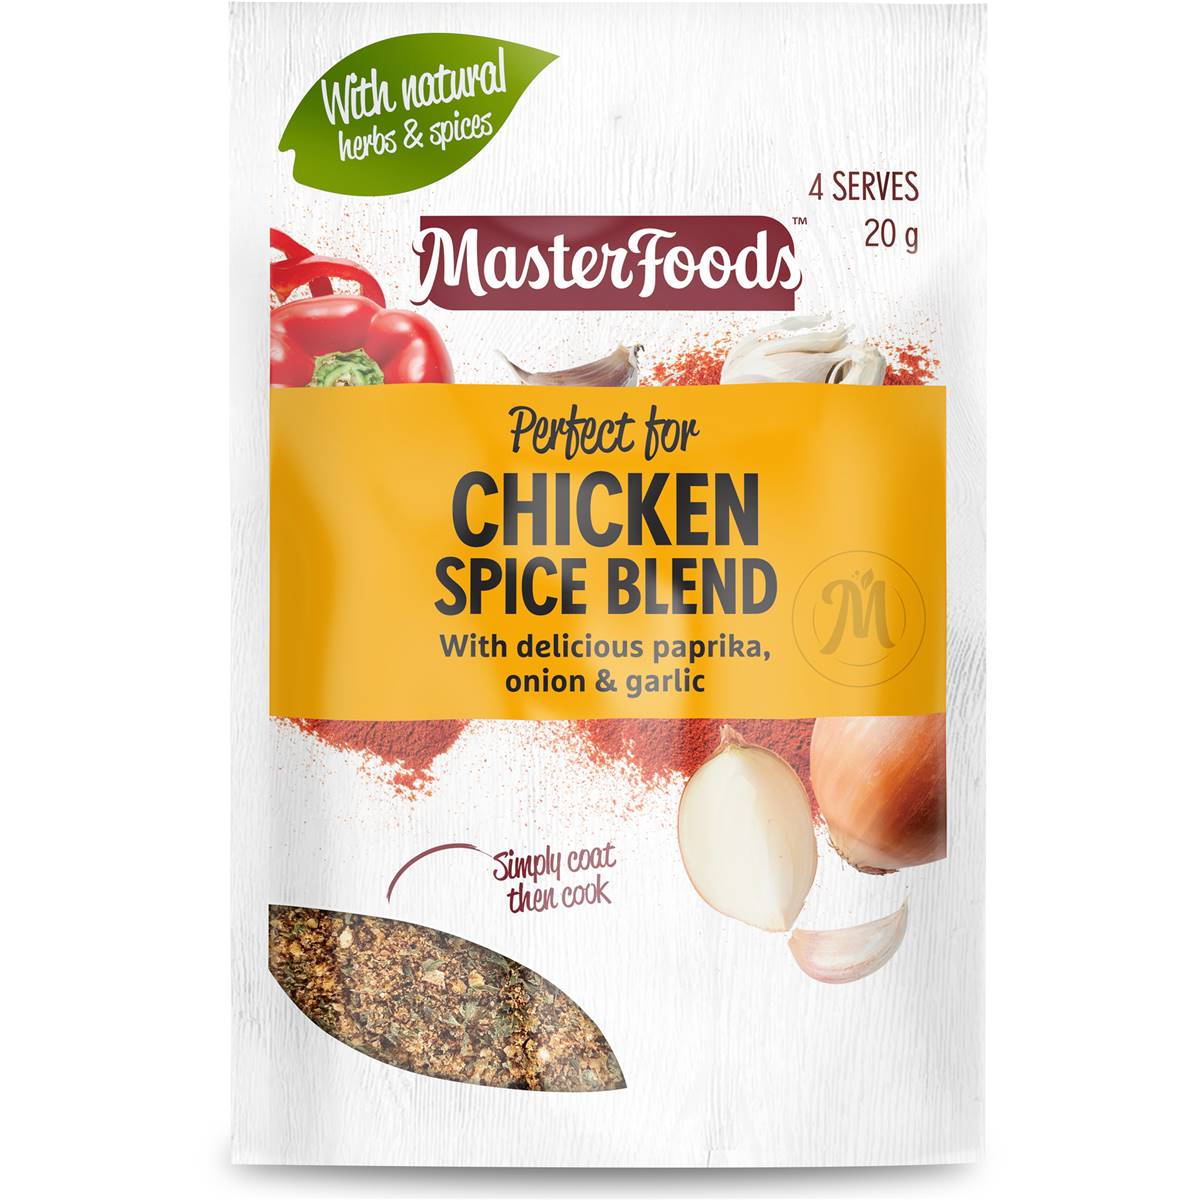 With natural
herbs & spices
4 SERVES
20 g
MasterFoods™
Perfect for
CHICKEN
SPICE BLEND
With delicious paprika,
onion & garlic
M
Simply coat
then cook